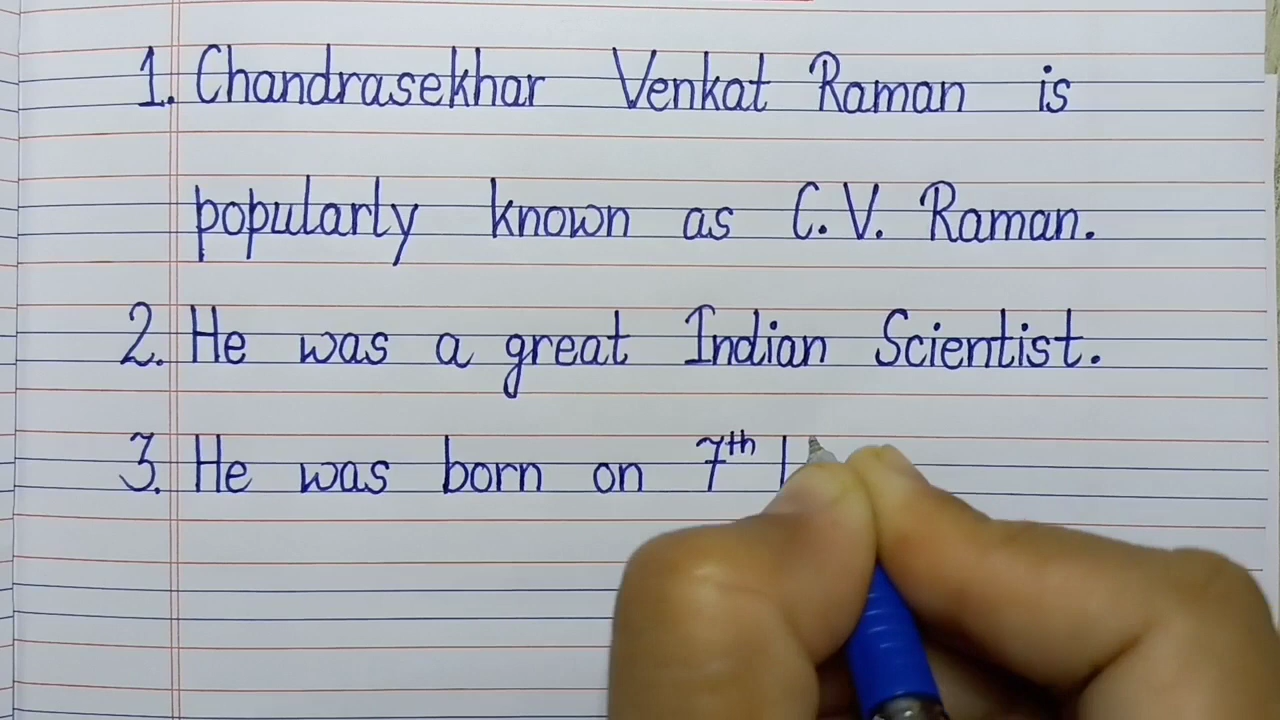 1. Chandrasekhar Venkat Raman is
popularly known as C. V. Raman.
2. He was a great Indian Scientist.
3. He was born on 7th